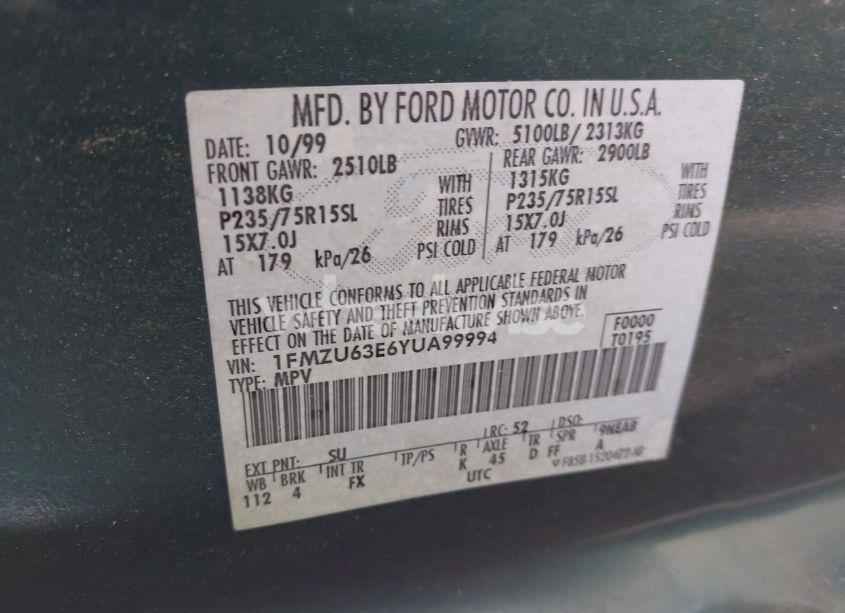 MFD. BY FORD MOTOR CO. IN U.S.A.
DATE: 10/99 GVWR: 5100LB/ 2313KG
FRONT GAWR: 2510LB REAR GAWR: 2900LB
1138KG WITH 1315KG WITH
P235/75R15SL TIRES P235/75R15SL TIRES
15X7.0J RIMS 15X7.0J RIMS
AT 179 kPa/26 PSI COLD AT 179 kPa/26 PSI COLD
THIS VEHICLE CONFORMS TO ALL APPLICABLE FEDERAL MOTOR
VEHICLE SAFETY AND THEFT PREVENTION STANDARDS IN
EFFECT ON THE DATE OF MANUFACTURE SHOWN ABOVE.
VIN: 1FMZU63E6YUA99994 F0000
TYPE: MPV T0195
EXT PNT: SU RC: 52 DSO: 9NEAB
WB BRK INT TR TP/PS R AXLE TR SPR
112 4 FX K 45 D FF A
UTC